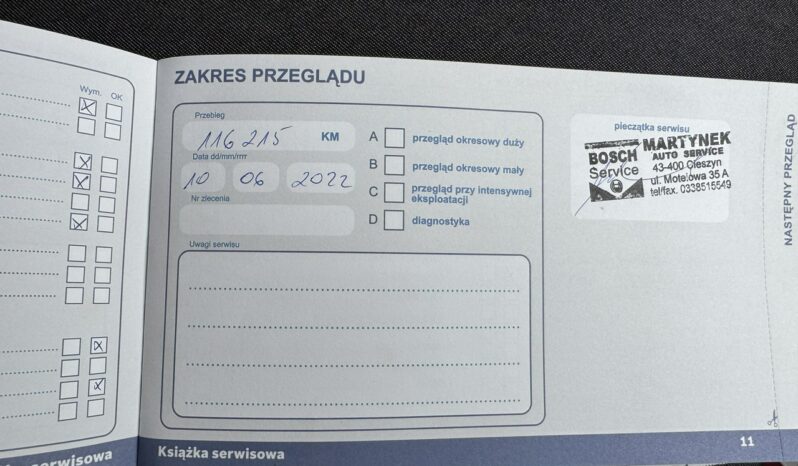 Wym. OK
owisowa
ZAKRES PRZEGLĄDU
Przebieg
116 215 KM
Data dd/mm/rrrr
10 06 2022
Nr zlecenia
A przegląd okresowy duży
B przegląd okresowy mały
C przegląd przy intensywnej
eksploatacji
D diagnostyka
Uwagi serwisu
pieczątka serwisu
BOSCH
Service
MARTYNEK
AUTO SERVICE
43-400 Cieszyn
ul. Motelowa 35 A
tel/fax. 0338515549
NASTĘPNY PRZEGLĄD
Książka serwisowa
11